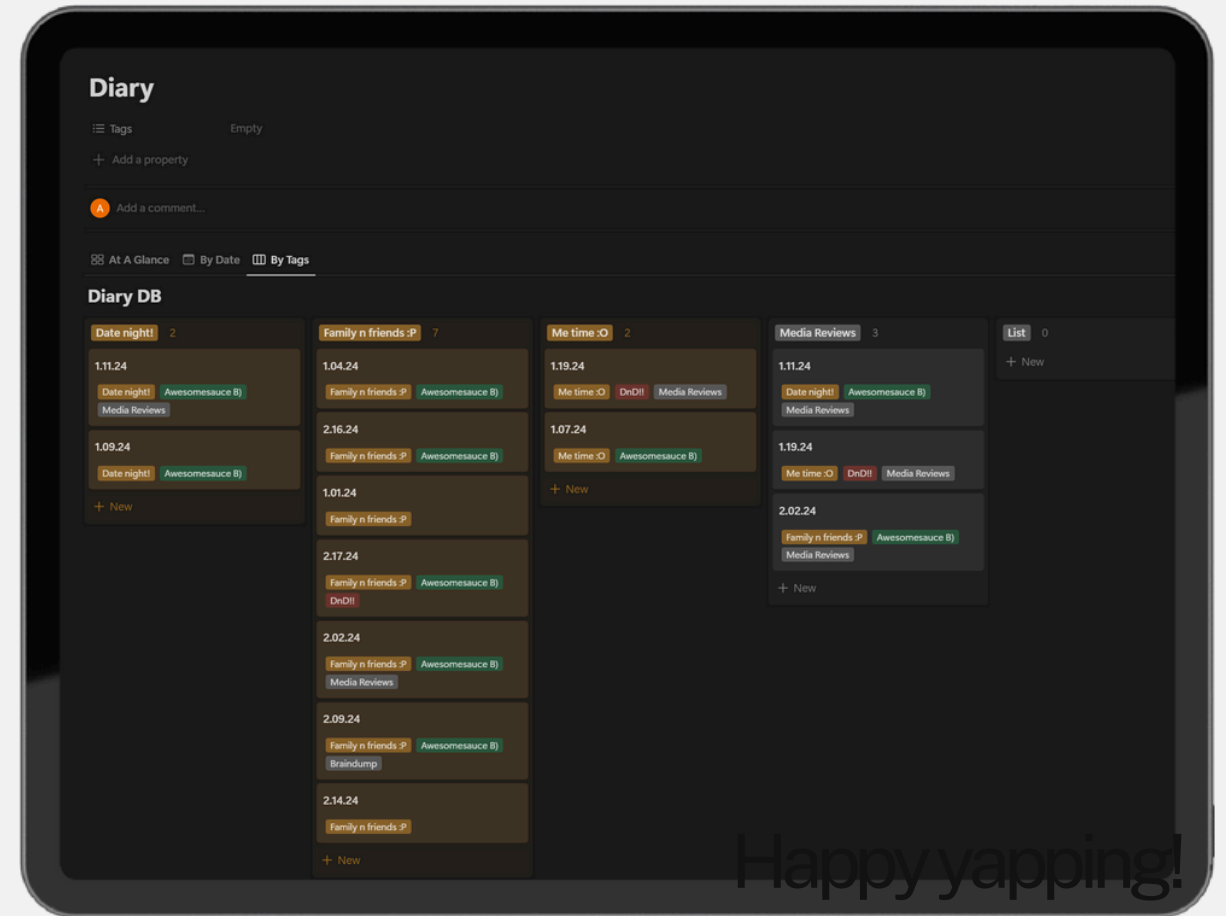 Diary
Tags Empty
+ Add a property
A Add a comment...
At A Glance By Date By Tags
Diary DB
Date night! 2
1.11.24
Date night! Awesomesauce B)
Media Reviews
1.09.24
Date night! Awesomesauce B)
+ New
Family n friends :P 7
1.04.24
Family n friends :P Awesomesauce B)
2.16.24
Family n friends :P Awesomesauce B)
1.01.24
Family n friends :P
2.17.24
Family n friends :P Awesomesauce B)
DnD!!
2.02.24
Family n friends :P Awesomesauce B)
Media Reviews
2.09.24
Family n friends :P Awesomesauce B)
Braindump
2.14.24
Family n friends :P
+ New
Me time :O 2
1.19.24
Me time :O DnD!! Media Reviews
1.07.24
Me time :O Awesomesauce B)
+ New
Media Reviews 3
1.11.24
Date night! Awesomesauce B)
Media Reviews
1.19.24
Me time :O DnD!! Media Reviews
2.02.24
Family n friends :P Awesomesauce B)
Media Reviews
+ New
List 0
+ New
Happy yapping!